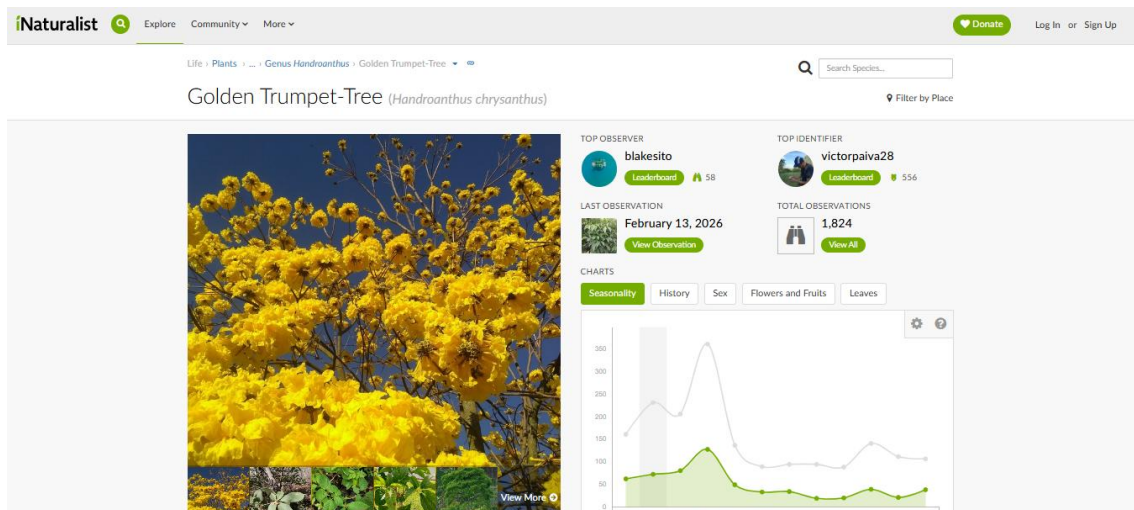 iNaturalist Explore Community More Donate Log In or Sign Up
Life › Plants › ... › Genus Handroanthus › Golden Trumpet-Tree
Search Species...
Golden Trumpet-Tree (Handroanthus chrysanthus)
Filter by Place
TOP OBSERVER
blakesito
Leaderboard 58
TOP IDENTIFIER
victorpaiva28
Leaderboard 556
LAST OBSERVATION
February 13, 2026
View Observation
TOTAL OBSERVATIONS
1,824
View All
CHARTS
Seasonality History Sex Flowers and Fruits Leaves
350
300
250
200
150
100
50
0
View More